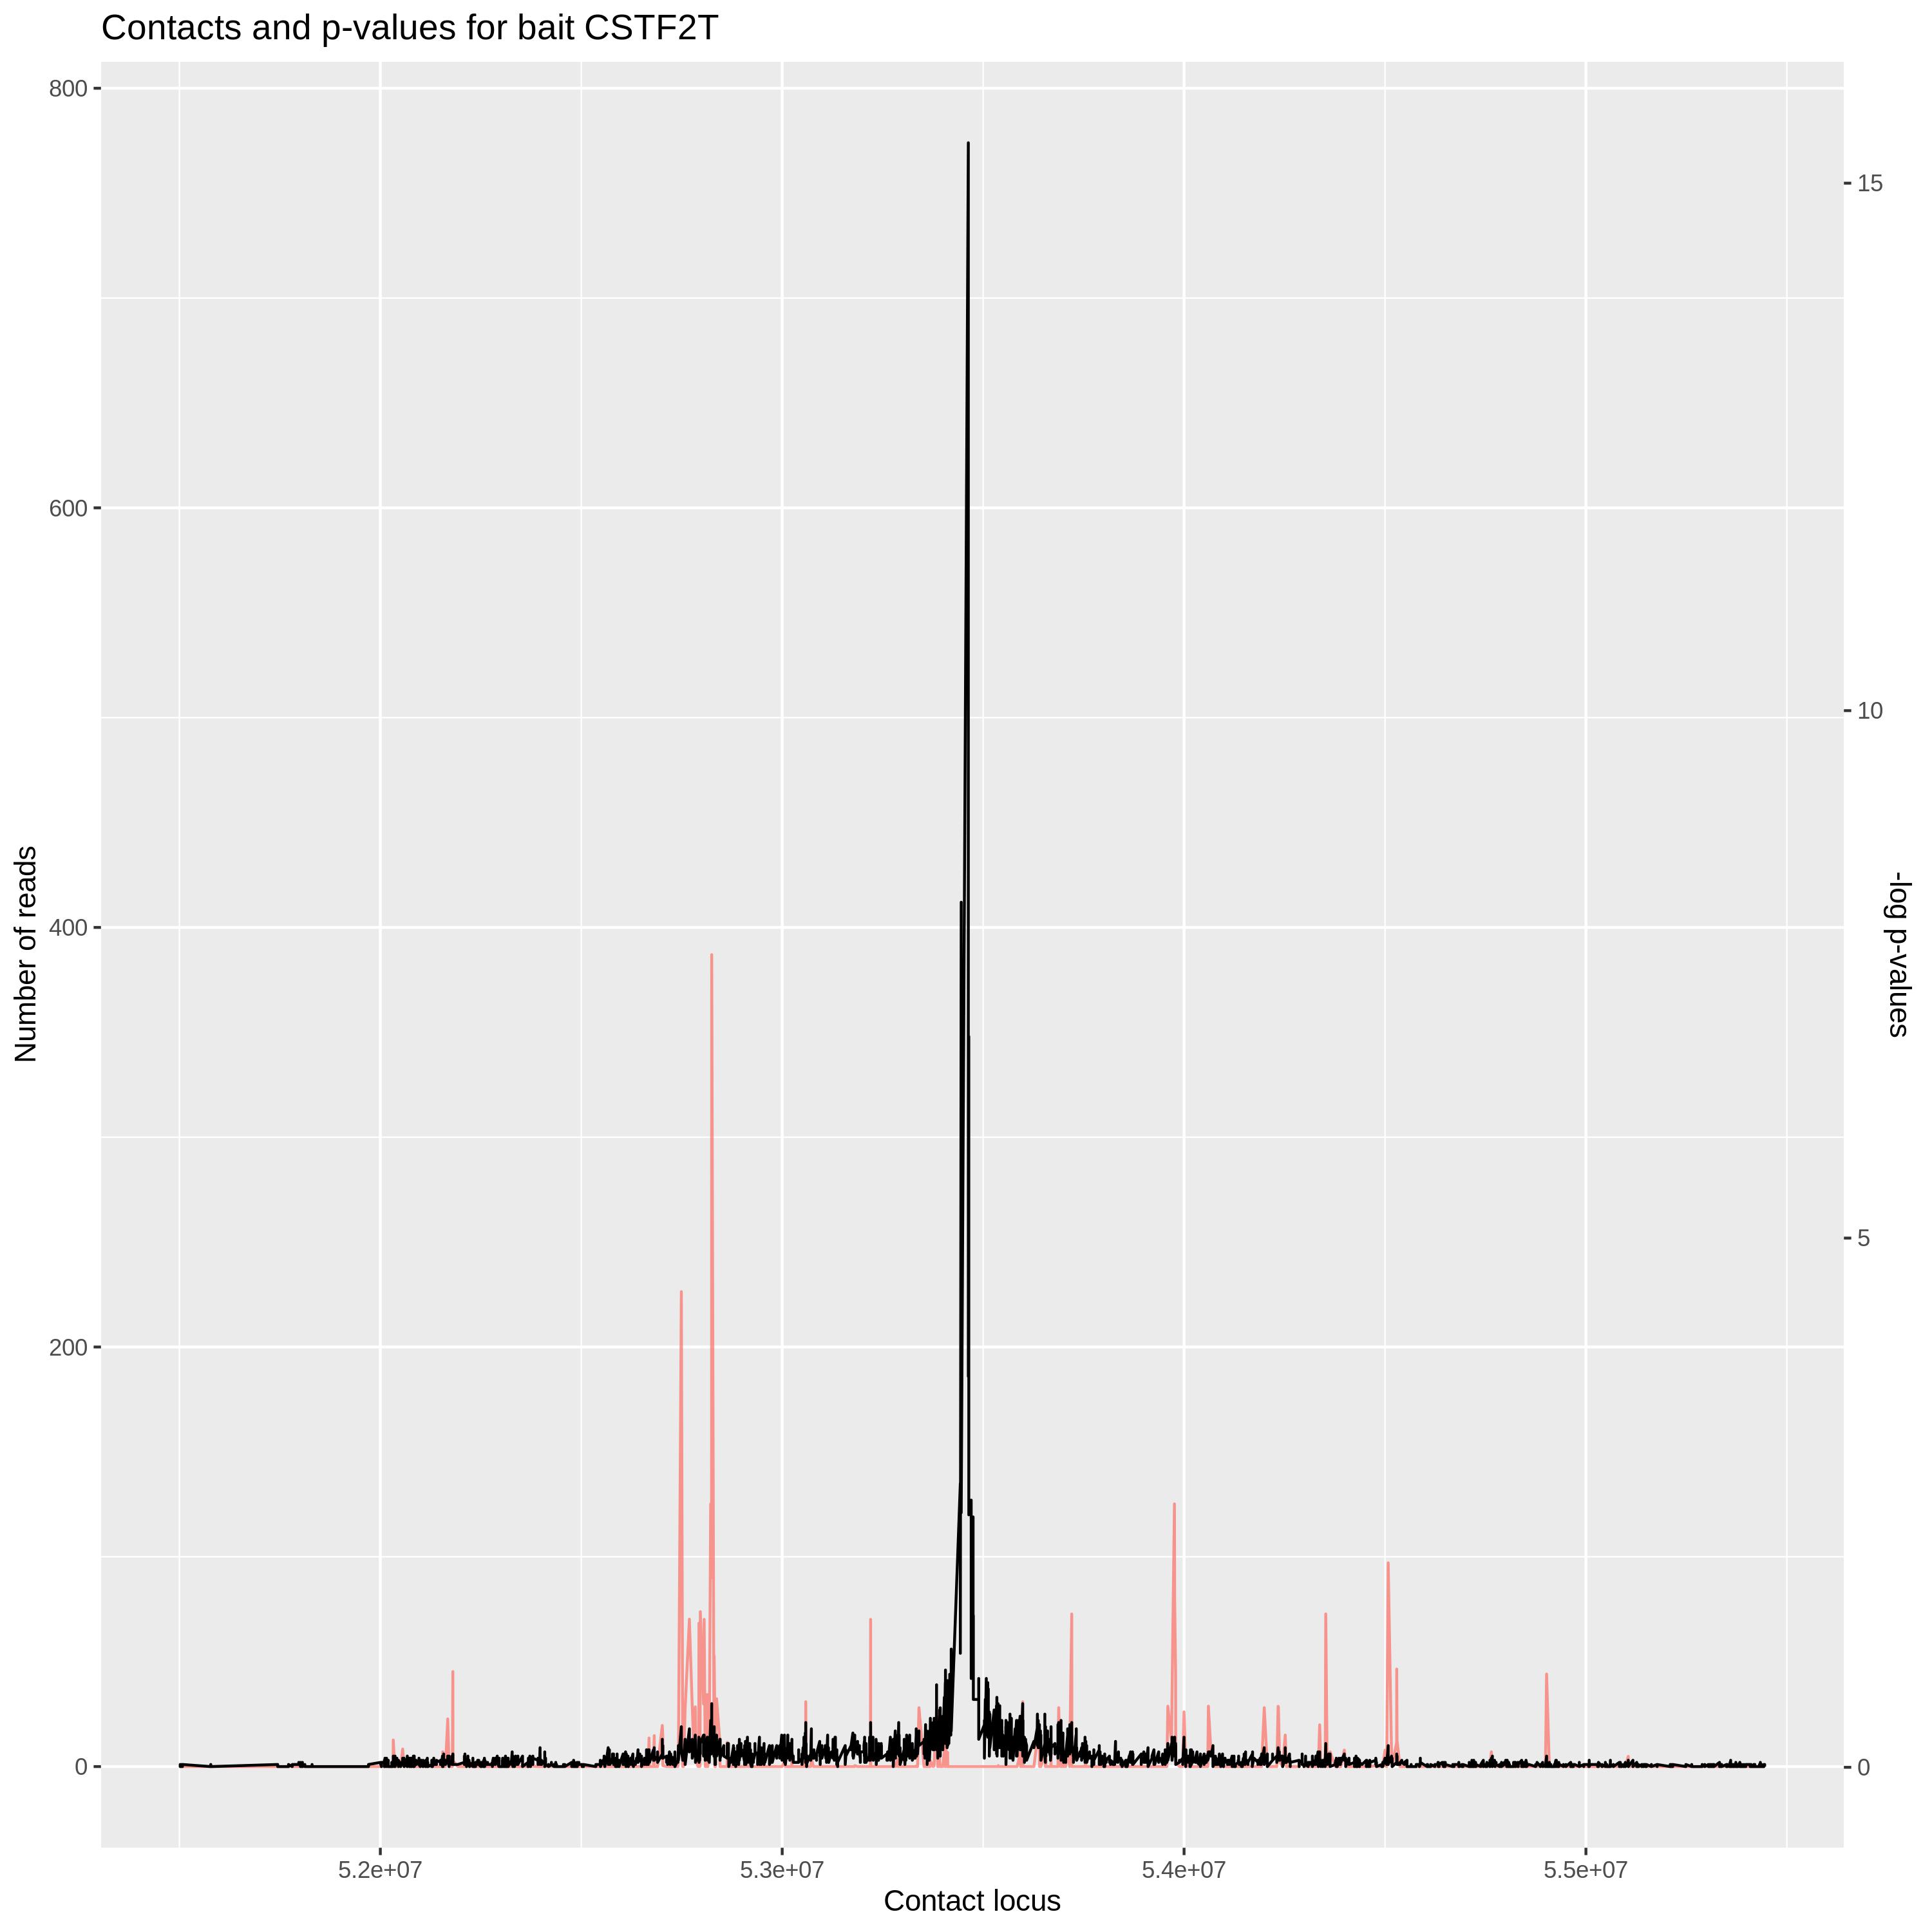 Contacts and p-values for bait CSTF2T
800
600
400
200
0
Number of reads
15
10
5
0
-log p-values
5.2e+07
5.3e+07
5.4e+07
5.5e+07
Contact locus